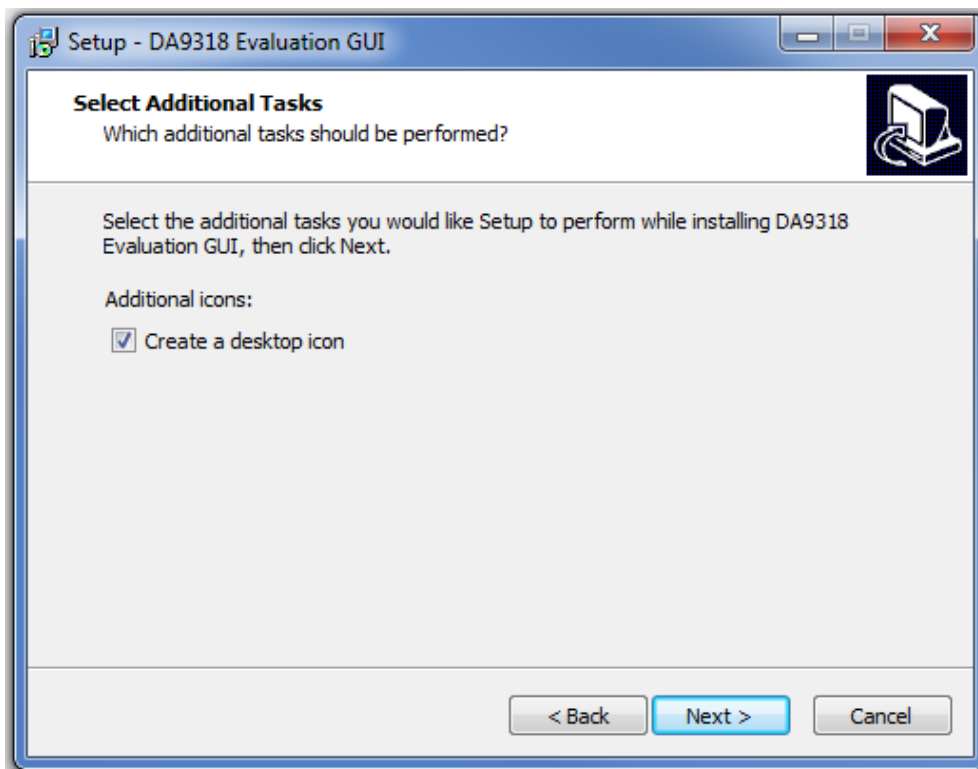 Setup - DA9318 Evaluation GUI
Select Additional Tasks
Which additional tasks should be performed?
Select the additional tasks you would like Setup to perform while installing DA9318
Evaluation GUI, then click Next.
Additional icons:
Create a desktop icon
< Back
Next >
Cancel